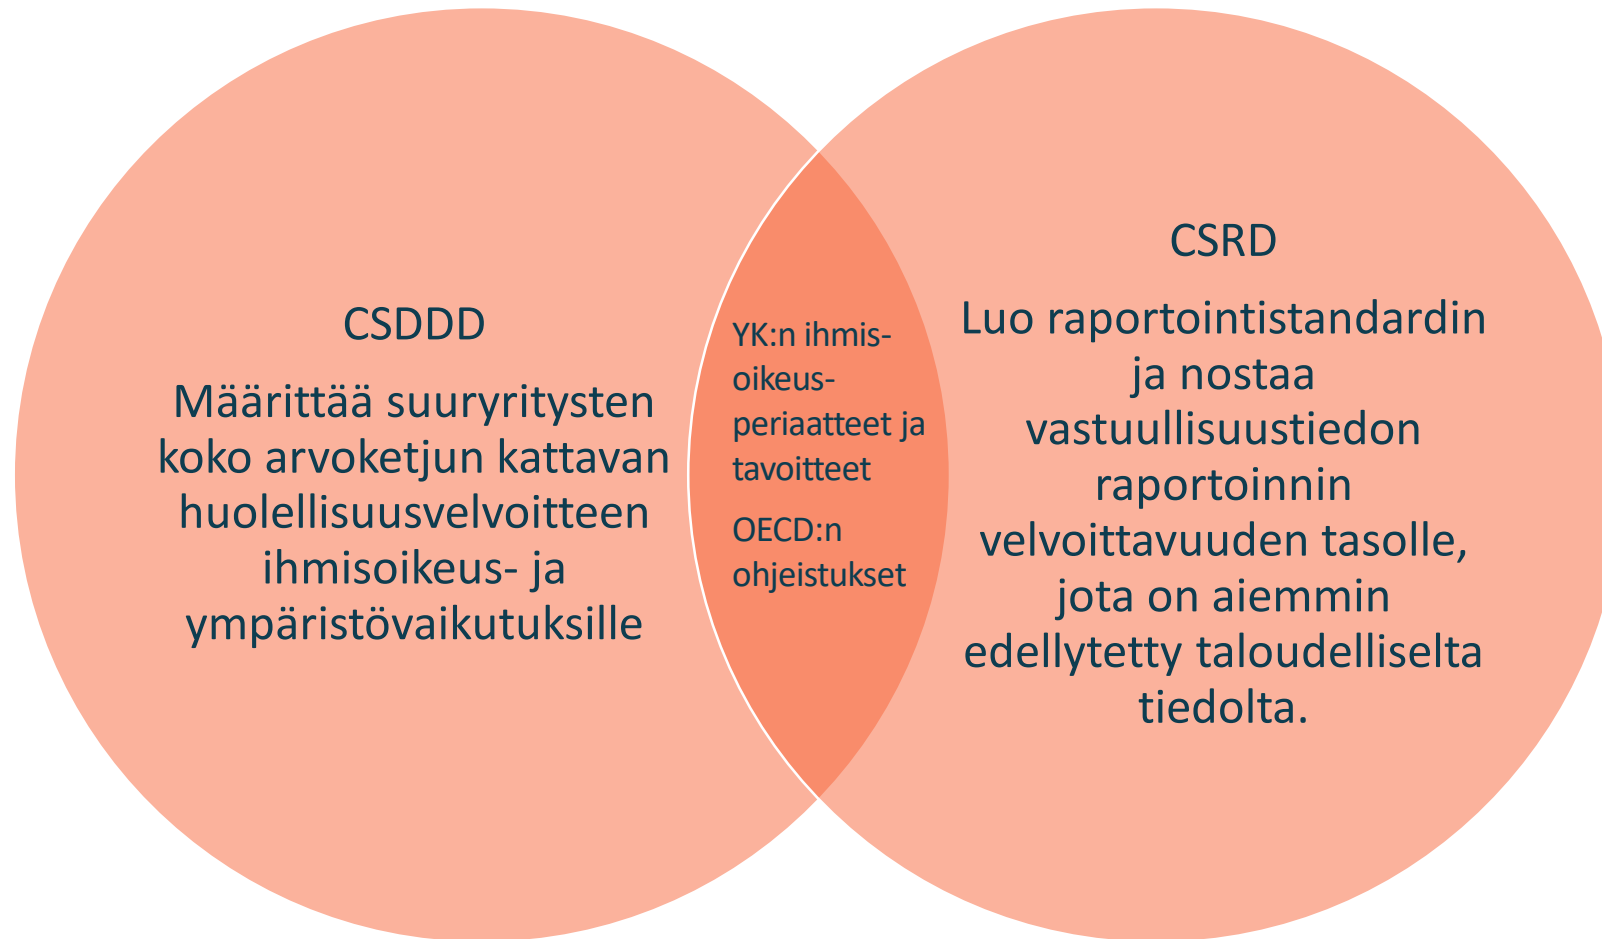 CSDDD
Määrittää suuryritysten
koko arvoketjun kattavan
huolellisuusvelvoitteen
ihmisoikeus- ja
ympäristövaikutuksille
YK:n ihmis-
oikeus-
periaatteet ja
tavoitteet
OECD:n
ohjeistukset
CSRD
Luo raportointistandardin
ja nostaa
vastuullisuustiedon
raportoinnin
velvoittavuuden tasolle,
jota on aiemmin
edellytetty taloudelliselta
tiedolta.